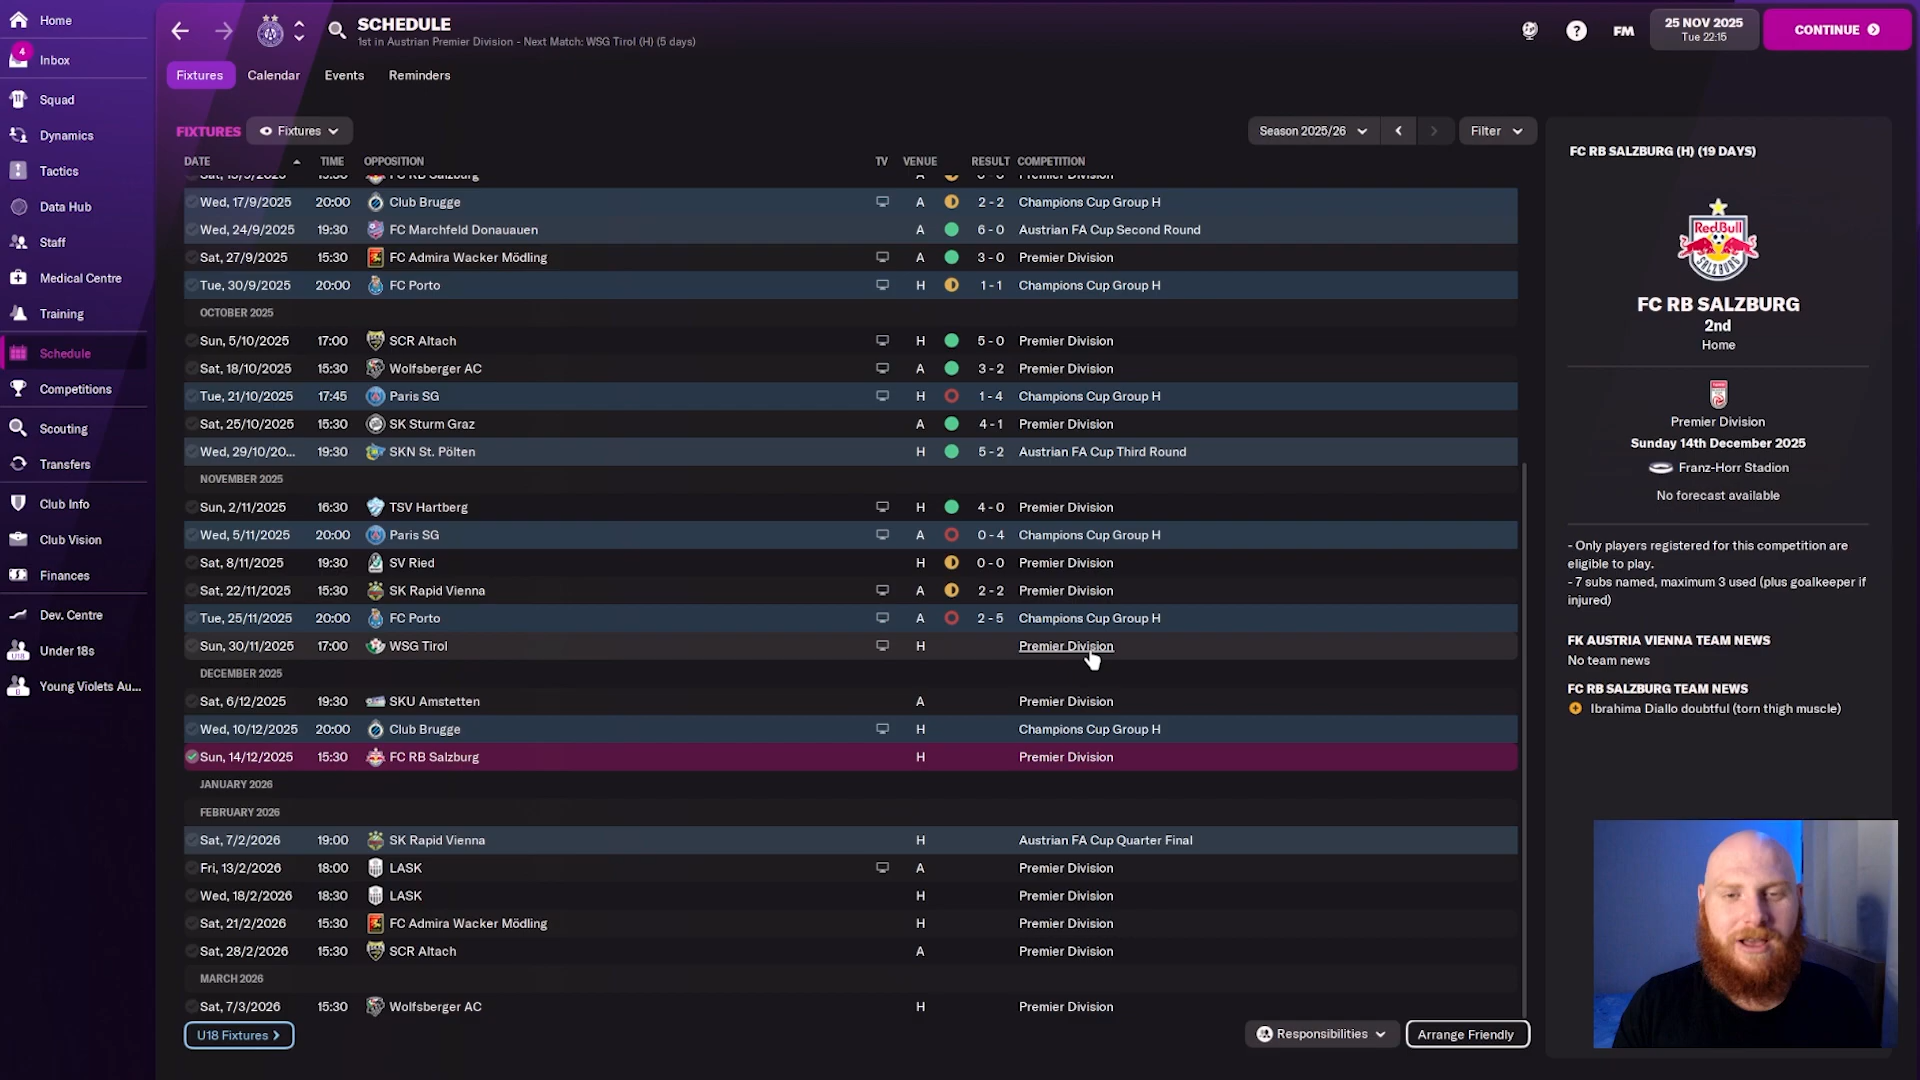 Home
SCHEDULE
1st in Austrian Premier Division - Next Match: WSG Tirol (H) (5 days)
FM
25 NOV 2025
Tue 22:15
CONTINUE
4
Inbox
Fixtures Calendar Events Reminders
Squad
Dynamics
Tactics
Data Hub
Staff
Medical Centre
Training
Schedule
Competitions
Scouting
Transfers
Club Info
Club Vision
Finances
Dev. Centre
Under 18s
Young Violets Au...
FIXTURES Fixtures
Season 2025/26 Filter
DATE TIME OPPOSITION TV VENUE RESULT COMPETITION
FC RB Salzburg A Premier Division
Wed, 17/9/2025 20:00 Club Brugge A 2 - 2 Champions Cup Group H
Wed, 24/9/2025 19:30 FC Marchfeld Donauauen A 6 - 0 Austrian FA Cup Second Round
Sat, 27/9/2025 15:30 FC Admira Wacker Mödling A 3 - 0 Premier Division
Tue, 30/9/2025 20:00 FC Porto H 1 - 1 Champions Cup Group H
OCTOBER 2025
Sun, 5/10/2025 17:00 SCR Altach H 5 - 0 Premier Division
Sat, 18/10/2025 15:30 Wolfsberger AC A 3 - 2 Premier Division
Tue, 21/10/2025 17:45 Paris SG H 1 - 4 Champions Cup Group H
Sat, 25/10/2025 15:30 SK Sturm Graz A 4 - 1 Premier Division
Wed, 29/10/20... 19:30 SKN St. Pölten H 5 - 2 Austrian FA Cup Third Round
NOVEMBER 2025
Sun, 2/11/2025 16:30 TSV Hartberg H 4 - 0 Premier Division
Wed, 5/11/2025 20:00 Paris SG A 0 - 4 Champions Cup Group H
Sat, 8/11/2025 19:30 SV Ried H 0 - 0 Premier Division
Sat, 22/11/2025 15:30 SK Rapid Vienna A 2 - 2 Premier Division
Tue, 25/11/2025 20:00 FC Porto A 2 - 5 Champions Cup Group H
Sun, 30/11/2025 17:00 WSG Tirol H Premier Division
DECEMBER 2025
Sat, 6/12/2025 19:30 SKU Amstetten A Premier Division
Wed, 10/12/2025 20:00 Club Brugge H Champions Cup Group H
Sun, 14/12/2025 15:30 FC RB Salzburg H Premier Division
JANUARY 2026
FEBRUARY 2026
Sat, 7/2/2026 19:00 SK Rapid Vienna H Austrian FA Cup Quarter Final
Fri, 13/2/2026 18:00 LASK A Premier Division
Wed, 18/2/2026 18:30 LASK H Premier Division
Sat, 21/2/2026 15:30 FC Admira Wacker Mödling H Premier Division
Sat, 28/2/2026 15:30 SCR Altach A Premier Division
MARCH 2026
Sat, 7/3/2026 15:30 Wolfsberger AC H Premier Division
U18 Fixtures
Responsibilities Arrange Friendly
FC RB SALZBURG (H) (19 DAYS)
Red Bull
SALZBURG
FC RB SALZBURG
2nd
Home
Premier Division
Sunday 14th December 2025
Franz-Horr Stadion
No forecast available
- Only players registered for this competition are
eligible to play.
- 7 subs named, maximum 3 used (plus goalkeeper if
injured)
FK AUSTRIA VIENNA TEAM NEWS
No team news
FC RB SALZBURG TEAM NEWS
Ibrahima Diallo doubtful (torn thigh muscle)